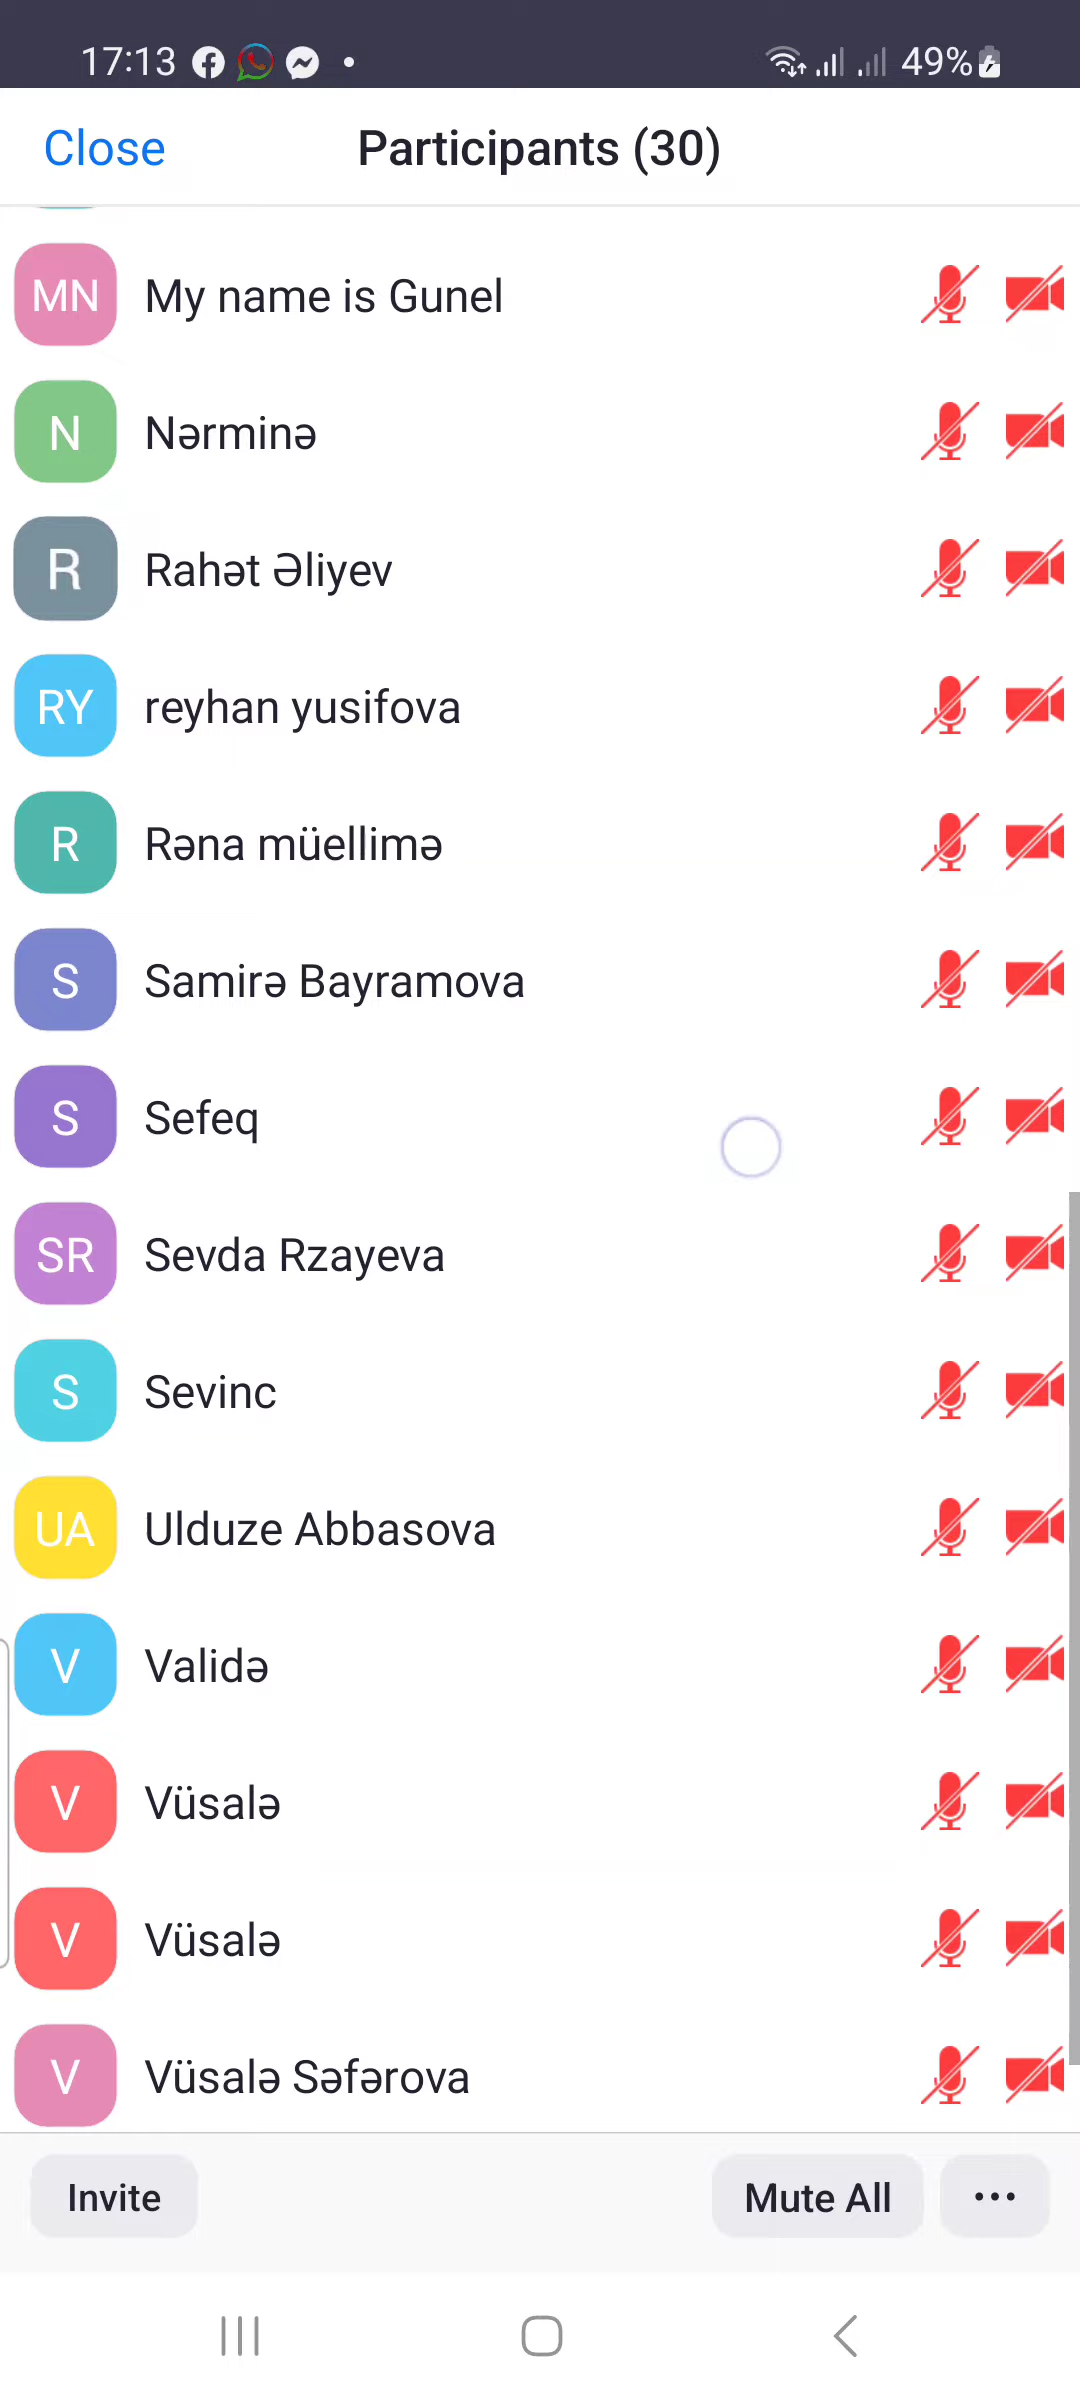 17:13 49%
Close Participants (30)
MN My name is Gunel
N Nərminə
R Rahət Əliyev
RY reyhan yusifova
R Rəna müellimə
S Samirə Bayramova
S Sefeq
SR Sevda Rzayeva
S Sevinc
UA Ulduze Abbasova
V Validə
V Vüsalə
V Vüsalə
V Vüsalə Səfərova
Invite Mute All ...